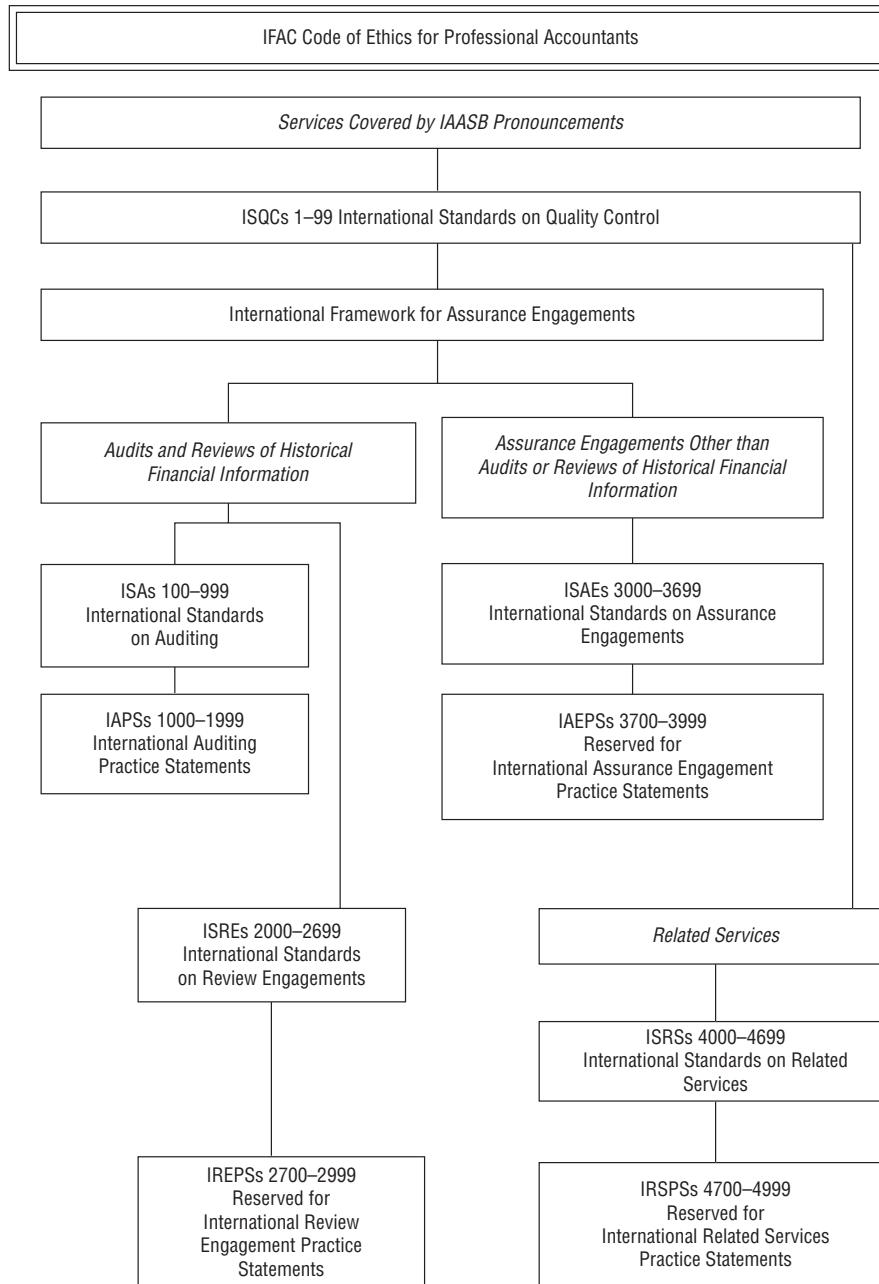 IFAC Code of Ethics for Professional Accountants
Services Covered by IAASB Pronouncements
ISQCs 1–99 International Standards on Quality Control
International Framework for Assurance Engagements
Audits and Reviews of Historical
Financial Information
Assurance Engagements Other than
Audits or Reviews of Historical Financial
Information
ISAs 100–999
International Standards
on Auditing
ISAEs 3000–3699
International Standards on Assurance
Engagements
IAPSs 1000–1999
International Auditing
Practice Statements
IAEPSs 3700–3999
Reserved for
International Assurance Engagement
Practice Statements
ISREs 2000–2699
International Standards
on Review Engagements
Related Services
ISRSs 4000–4699
International Standards on Related
Services
IREPSs 2700–2999
Reserved for
International Review
Engagement Practice
Statements
IRSPSs 4700–4999
Reserved for
International Related Services
Practice Statements